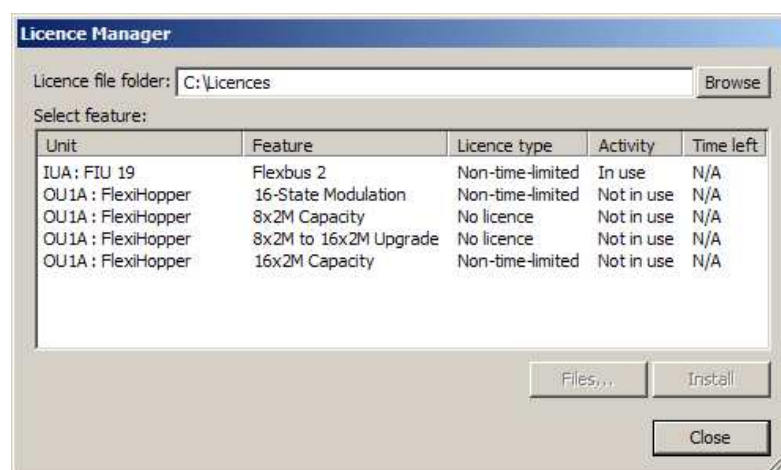 Licence Manager
Licence file folder: C:\Licences Browse
Select feature:
Unit Feature Licence type Activity Time left
IUA: FIU 19 Flexbus 2 Non-time-limited In use N/A
OU1A : FlexiHopper 16-State Modulation Non-time-limited Not in use N/A
OU1A : FlexiHopper 8x2M Capacity No licence Not in use N/A
OU1A : FlexiHopper 8x2M to 16x2M Upgrade No licence Not in use N/A
OU1A : FlexiHopper 16x2M Capacity Non-time-limited Not in use N/A
Files... Install
Close